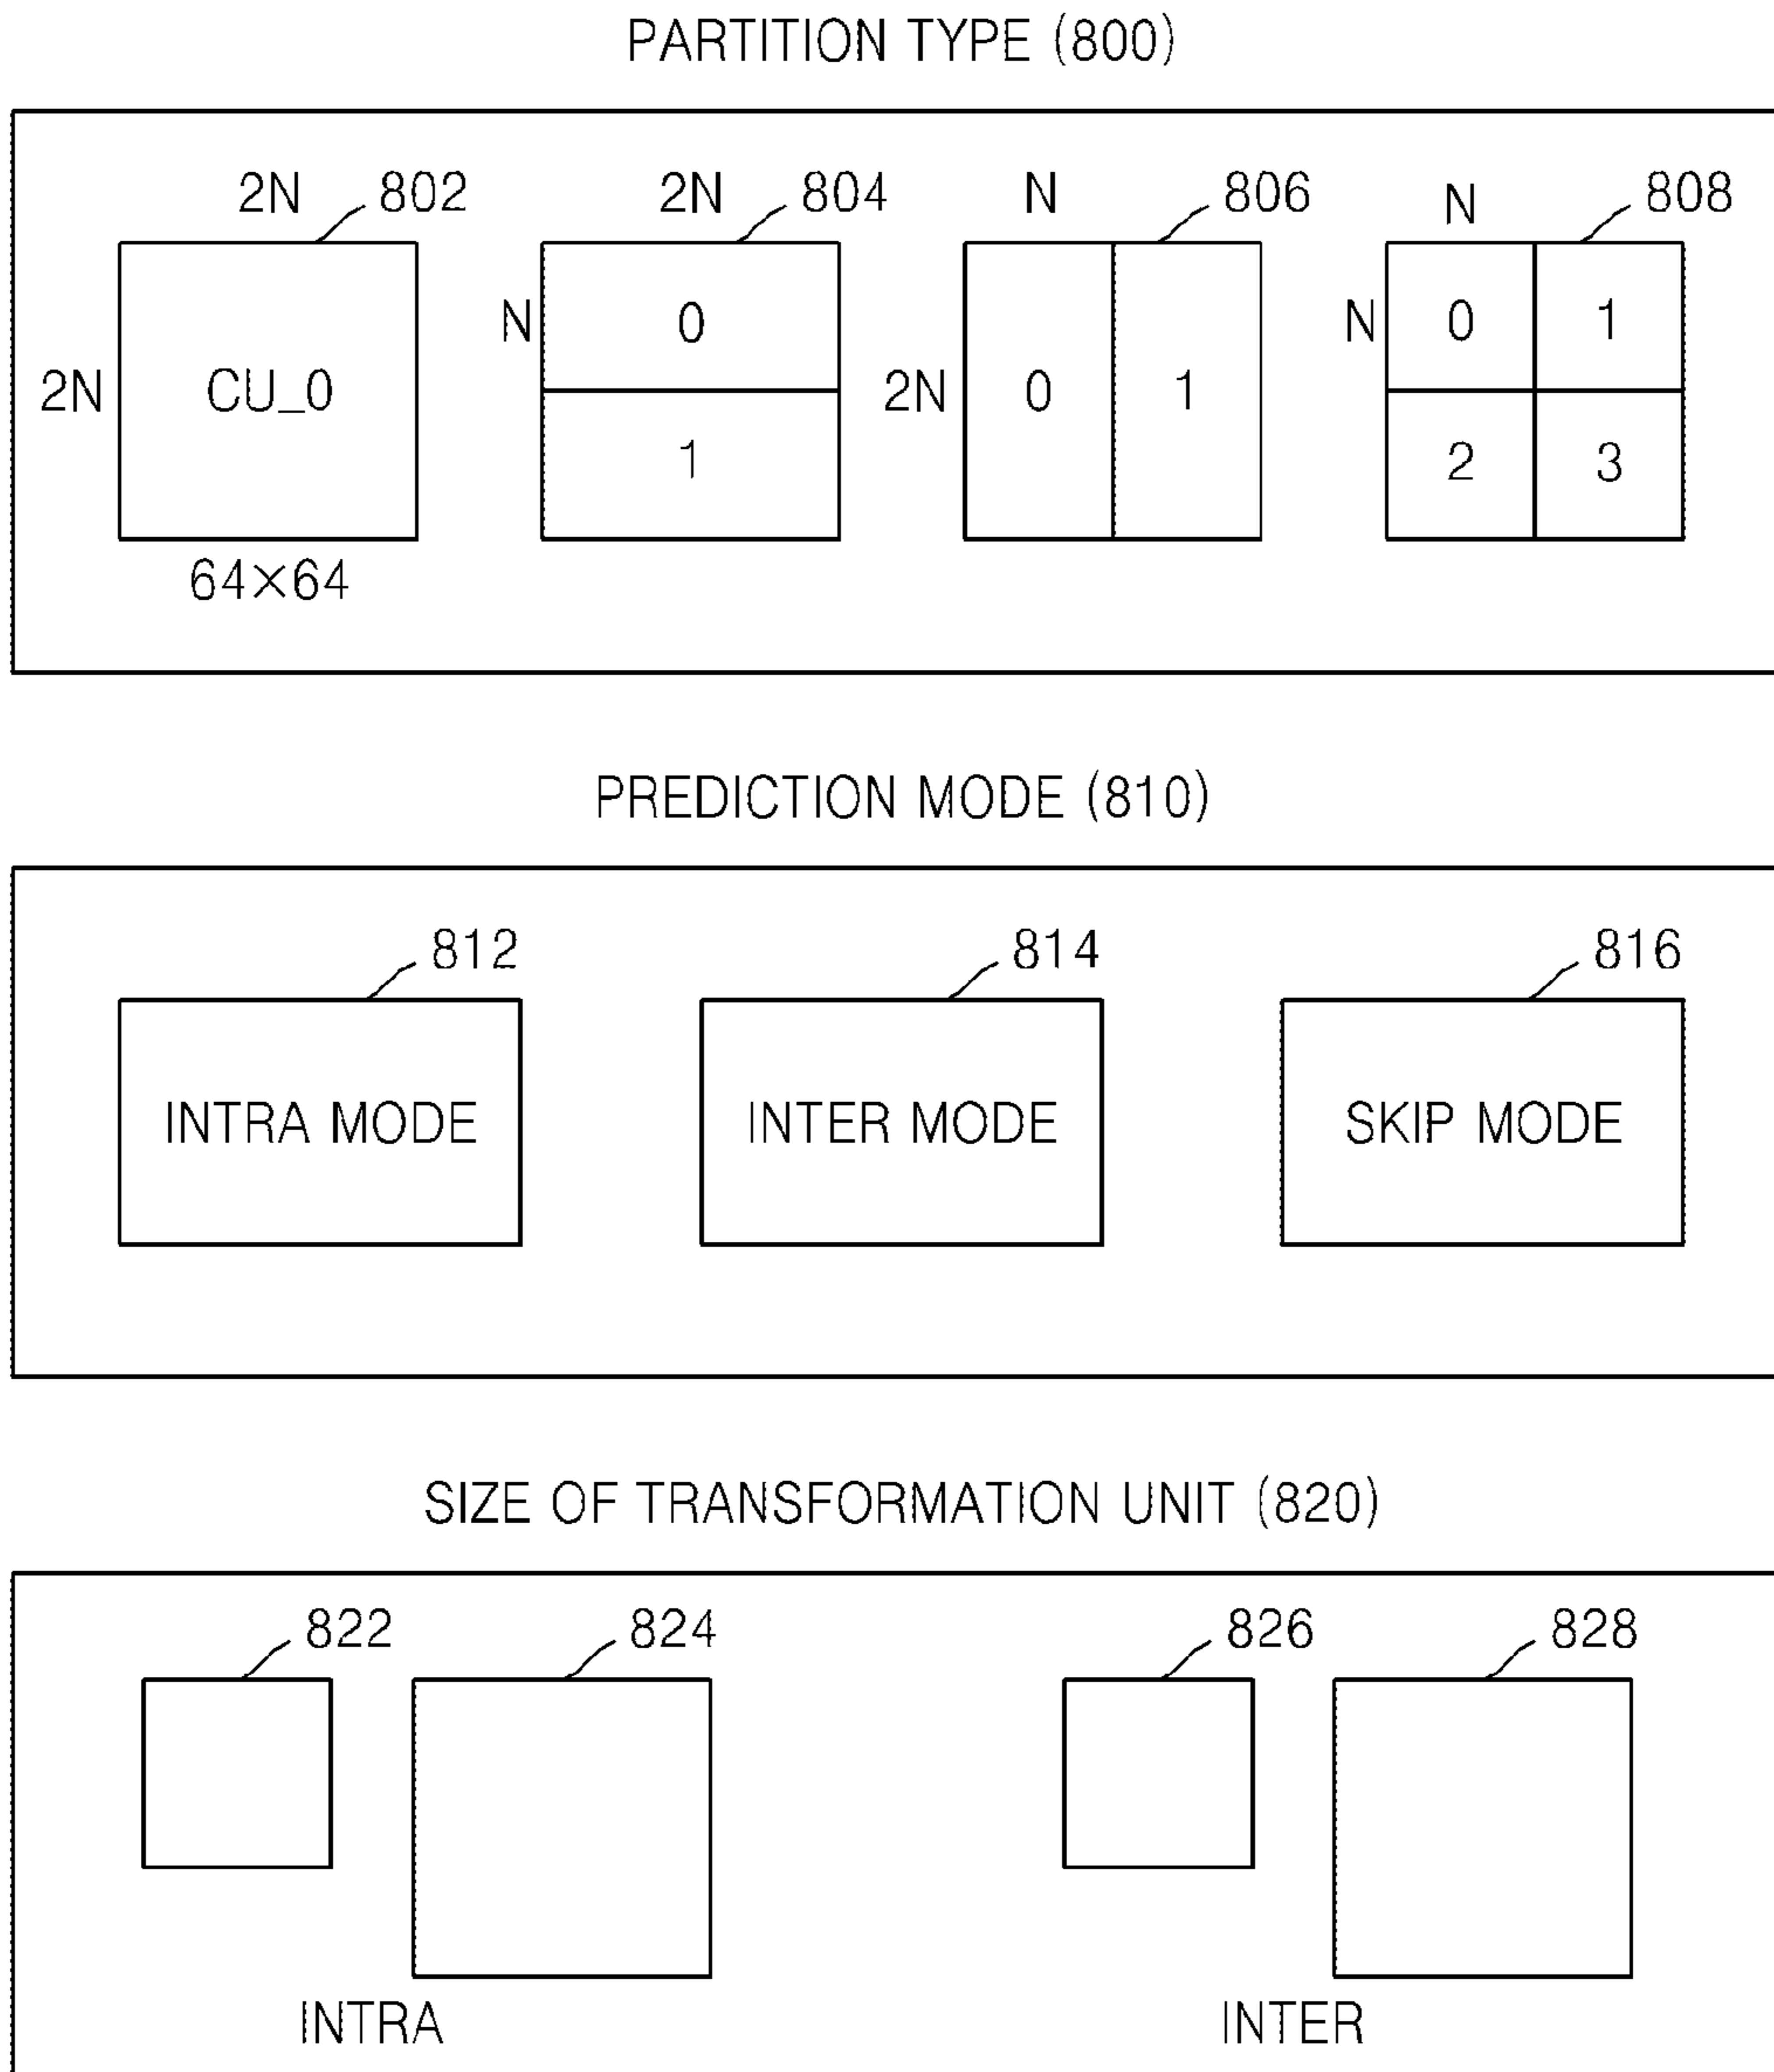 PARTITION TYPE (800)
2N 802 2N 804 N 806 N 808
N 0 N 0 1
2N CU_0 2N 0 1
1 2 3
64×64
PREDICTION MODE (810)
812 814 816
INTRA MODE INTER MODE SKIP MODE
SIZE OF TRANSFORMATION UNIT (820)
822 824 826 828
INTRA INTER